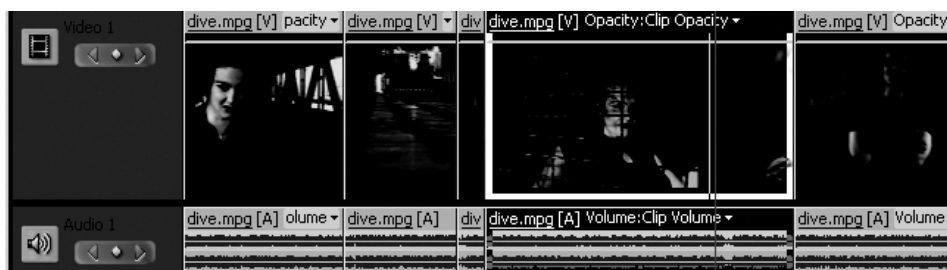 Video 1
dive.mpg [V] pacity
dive.mpg [V]
div
dive.mpg [V] Opacity:Clip Opacity
dive.mpg [V] Opacity
Audio 1
dive.mpg [A] olume
dive.mpg [A]
div
dive.mpg [A] Volume:Clip Volume
dive.mpg [A] Volume